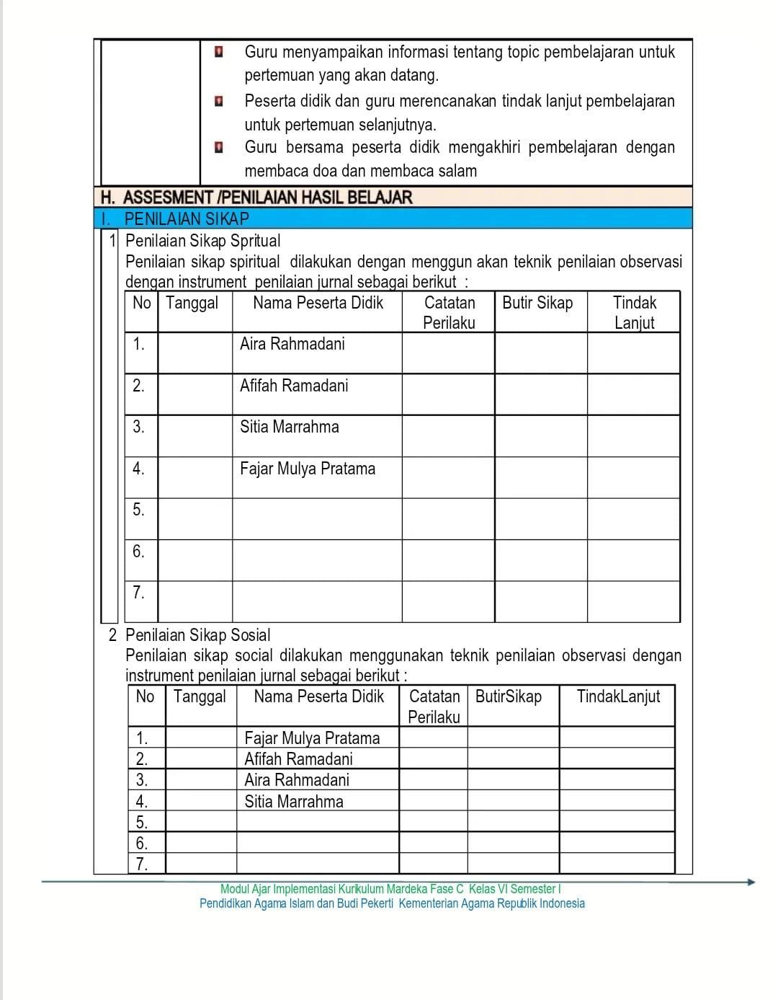 Guru menyampaikan informasi tentang topic pembelajaran untuk
pertemuan yang akan datang.
Peserta didik dan guru merencanakan tindak lanjut pembelajaran
untuk pertemuan selanjutnya.
Guru bersama peserta didik mengakhiri pembelajaran dengan
membaca doa dan membaca salam
H. ASSESMENT /PENILAIAN HASIL BELAJAR
I. PENILAIAN SIKAP
1 Penilaian Sikap Spritual
Penilaian sikap spiritual dilakukan dengan menggun akan teknik penilaian observasi
dengan instrument penilaian jurnal sebagai berikut :
No Tanggal Nama Peserta Didik Catatan Butir Sikap Tindak
Perilaku Lanjut
1. Aira Rahmadani
2. Afifah Ramadani
3. Sitia Marrahma
4. Fajar Mulya Pratama
5.
6.
7.
2 Penilaian Sikap Sosial
Penilaian sikap social dilakukan menggunakan teknik penilaian observasi dengan
instrument penilaian jurnal sebagai berikut :
No Tanggal Nama Peserta Didik Catatan ButirSikap TindakLanjut
Perilaku
1. Fajar Mulya Pratama
2. Afifah Ramadani
3. Aira Rahmadani
4. Sitia Marrahma
5.
6.
7.
Modul Ajar Implementasi Kurikulum Mardeka Fase C Kelas VI Semester I
Pendidikan Agama Islam dan Budi Pekerti Kementerian Agama Republik Indonesia